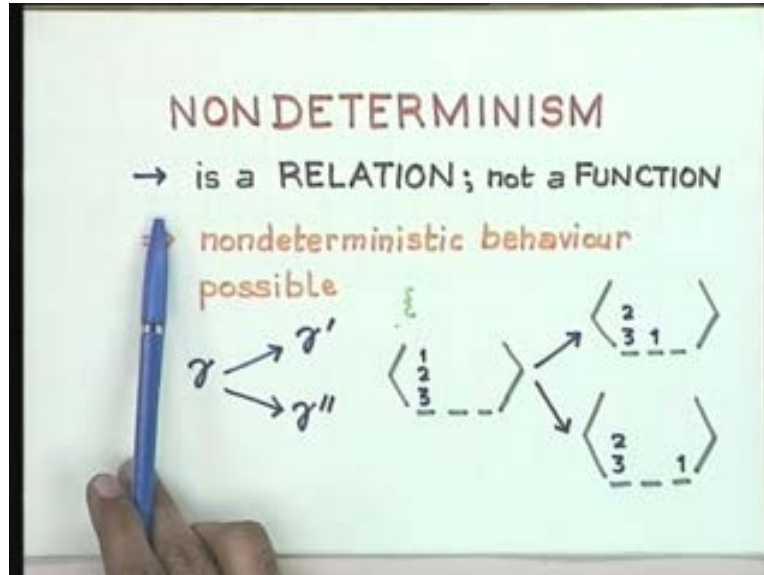 NONDETERMINISM
→ is a RELATION; not a FUNCTION
⇒ nondeterministic behaviour
possible
γ γ′ γ″
⟨ 1 2 3 _ _ _ ⟩
⟨ 2 3 1 _ _ _ ⟩
⟨ 2 3 1 _ _ _ ⟩